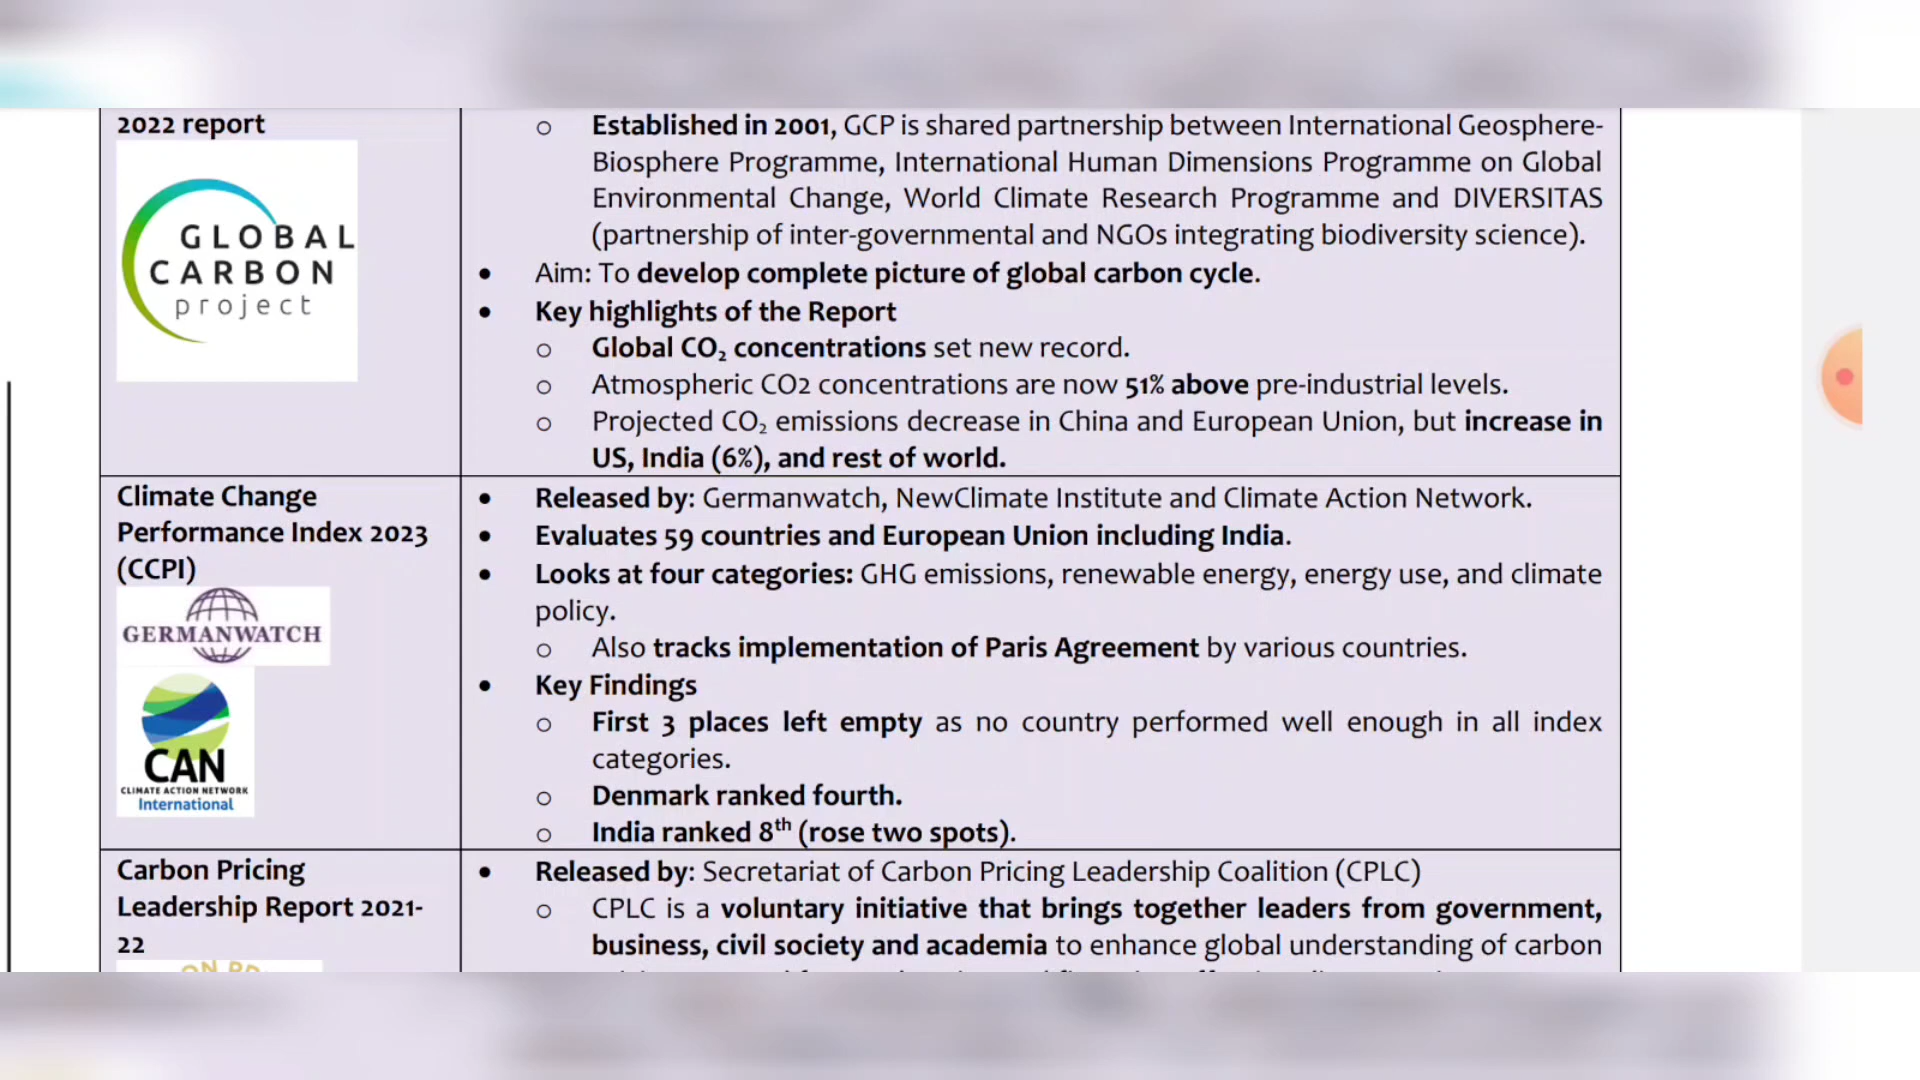 2022 report
GLOBAL
CARBON
project
o Established in 2001, GCP is shared partnership between International Geosphere-
Biosphere Programme, International Human Dimensions Programme on Global
Environmental Change, World Climate Research Programme and DIVERSITAS
(partnership of inter-governmental and NGOs integrating biodiversity science).
• Aim: To develop complete picture of global carbon cycle.
• Key highlights of the Report
o Global CO₂ concentrations set new record.
o Atmospheric CO2 concentrations are now 51% above pre-industrial levels.
o Projected CO₂ emissions decrease in China and European Union, but increase in
US, India (6%), and rest of world.
Climate Change
Performance Index 2023
(CCPI)
GERMANWATCH
CAN
CLIMATE ACTION NETWORK
International
• Released by: Germanwatch, NewClimate Institute and Climate Action Network.
• Evaluates 59 countries and European Union including India.
• Looks at four categories: GHG emissions, renewable energy, energy use, and climate
policy.
o Also tracks implementation of Paris Agreement by various countries.
• Key Findings
o First 3 places left empty as no country performed well enough in all index
categories.
o Denmark ranked fourth.
o India ranked 8th (rose two spots).
Carbon Pricing
Leadership Report 2021-
22
• Released by: Secretariat of Carbon Pricing Leadership Coalition (CPLC)
o CPLC is a voluntary initiative that brings together leaders from government,
business, civil society and academia to enhance global understanding of carbon